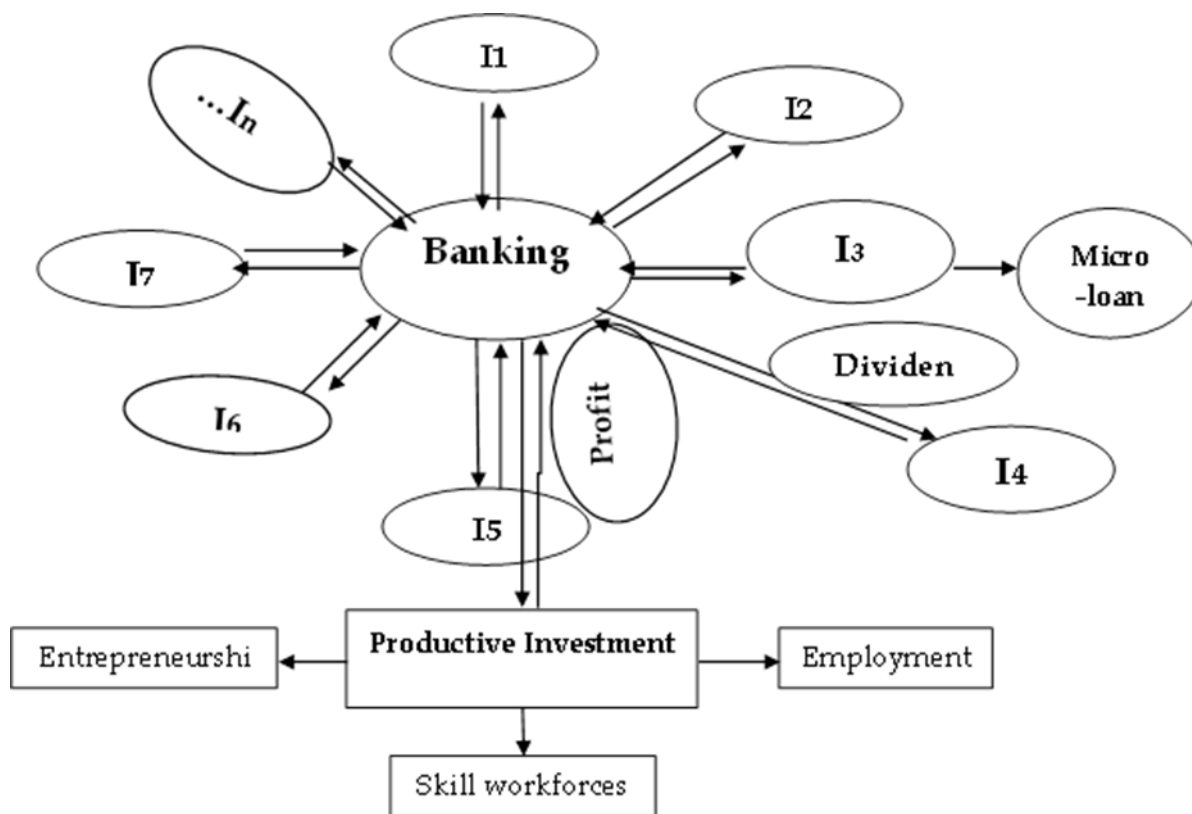 I1
...In
I2
Banking
I3
Micro
-loan
I7
Dividen
Profit
I6
I4
I5
Productive Investment
Entrepreneurshi
Employment
Skill workforces